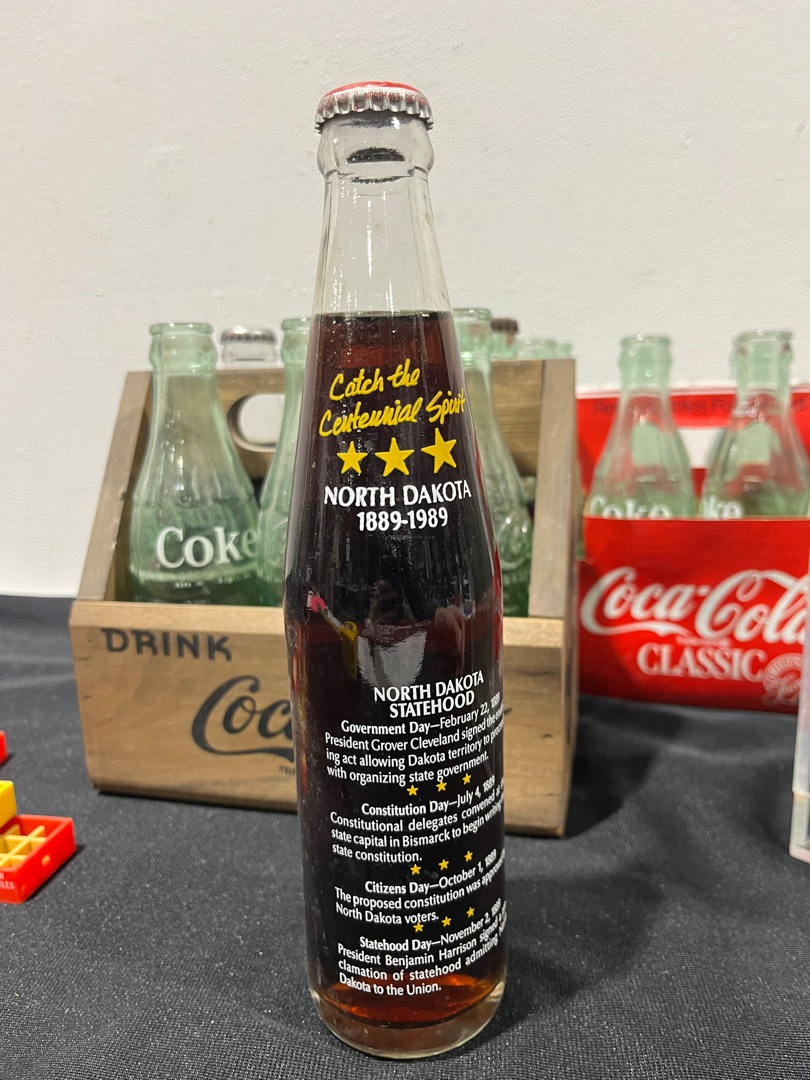 Catch the
Centennial Spirit
NORTH DAKOTA
1889-1989
NORTH DAKOTA
STATEHOOD
Government Day—February 22, 1889
President Grover Cleveland signed the
ing act allowing Dakota territory to
with organizing state government.
Constitution Day—July 4, 1889
Constitutional delegates convened
state capital in Bismarck to begin
state constitution.
Citizens Day—October 1, 1889
The proposed constitution was
North Dakota voters.
Statehood Day—November 2, 1889
President Benjamin Harrison signed
clamation of statehood admitting
Dakota to the Union.
Coke
DRINK
Coca-Cola
CLASSIC